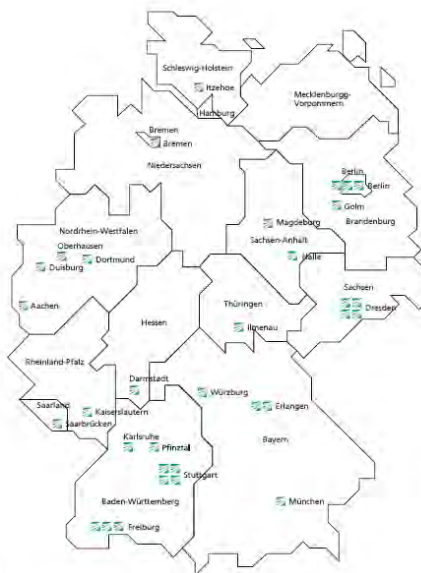 Schleswig-Holstein
Itzehoe
Mecklenburgg-
Vorpommern
Hamburg
Bremen
Bremen
Niedersachsen
Berlin
Berlin
Golm
Brandenburg
Magdeburg
Sachsen-Anhalt
Halle
Nordrhein-Westfalen
Oberhausen
Duisburg
Dortmund
Aachen
Sachsen
Dresden
Thüringen
Ilmenau
Hessen
Rheinland-Pfalz
Darmstadt
Würzburg
Saarland
Kaiserslautern
Saarbrücken
Erlangen
Karlsruhe
Pfinztal
Bayern
Stuttgart
Baden-Württemberg
München
Freiburg